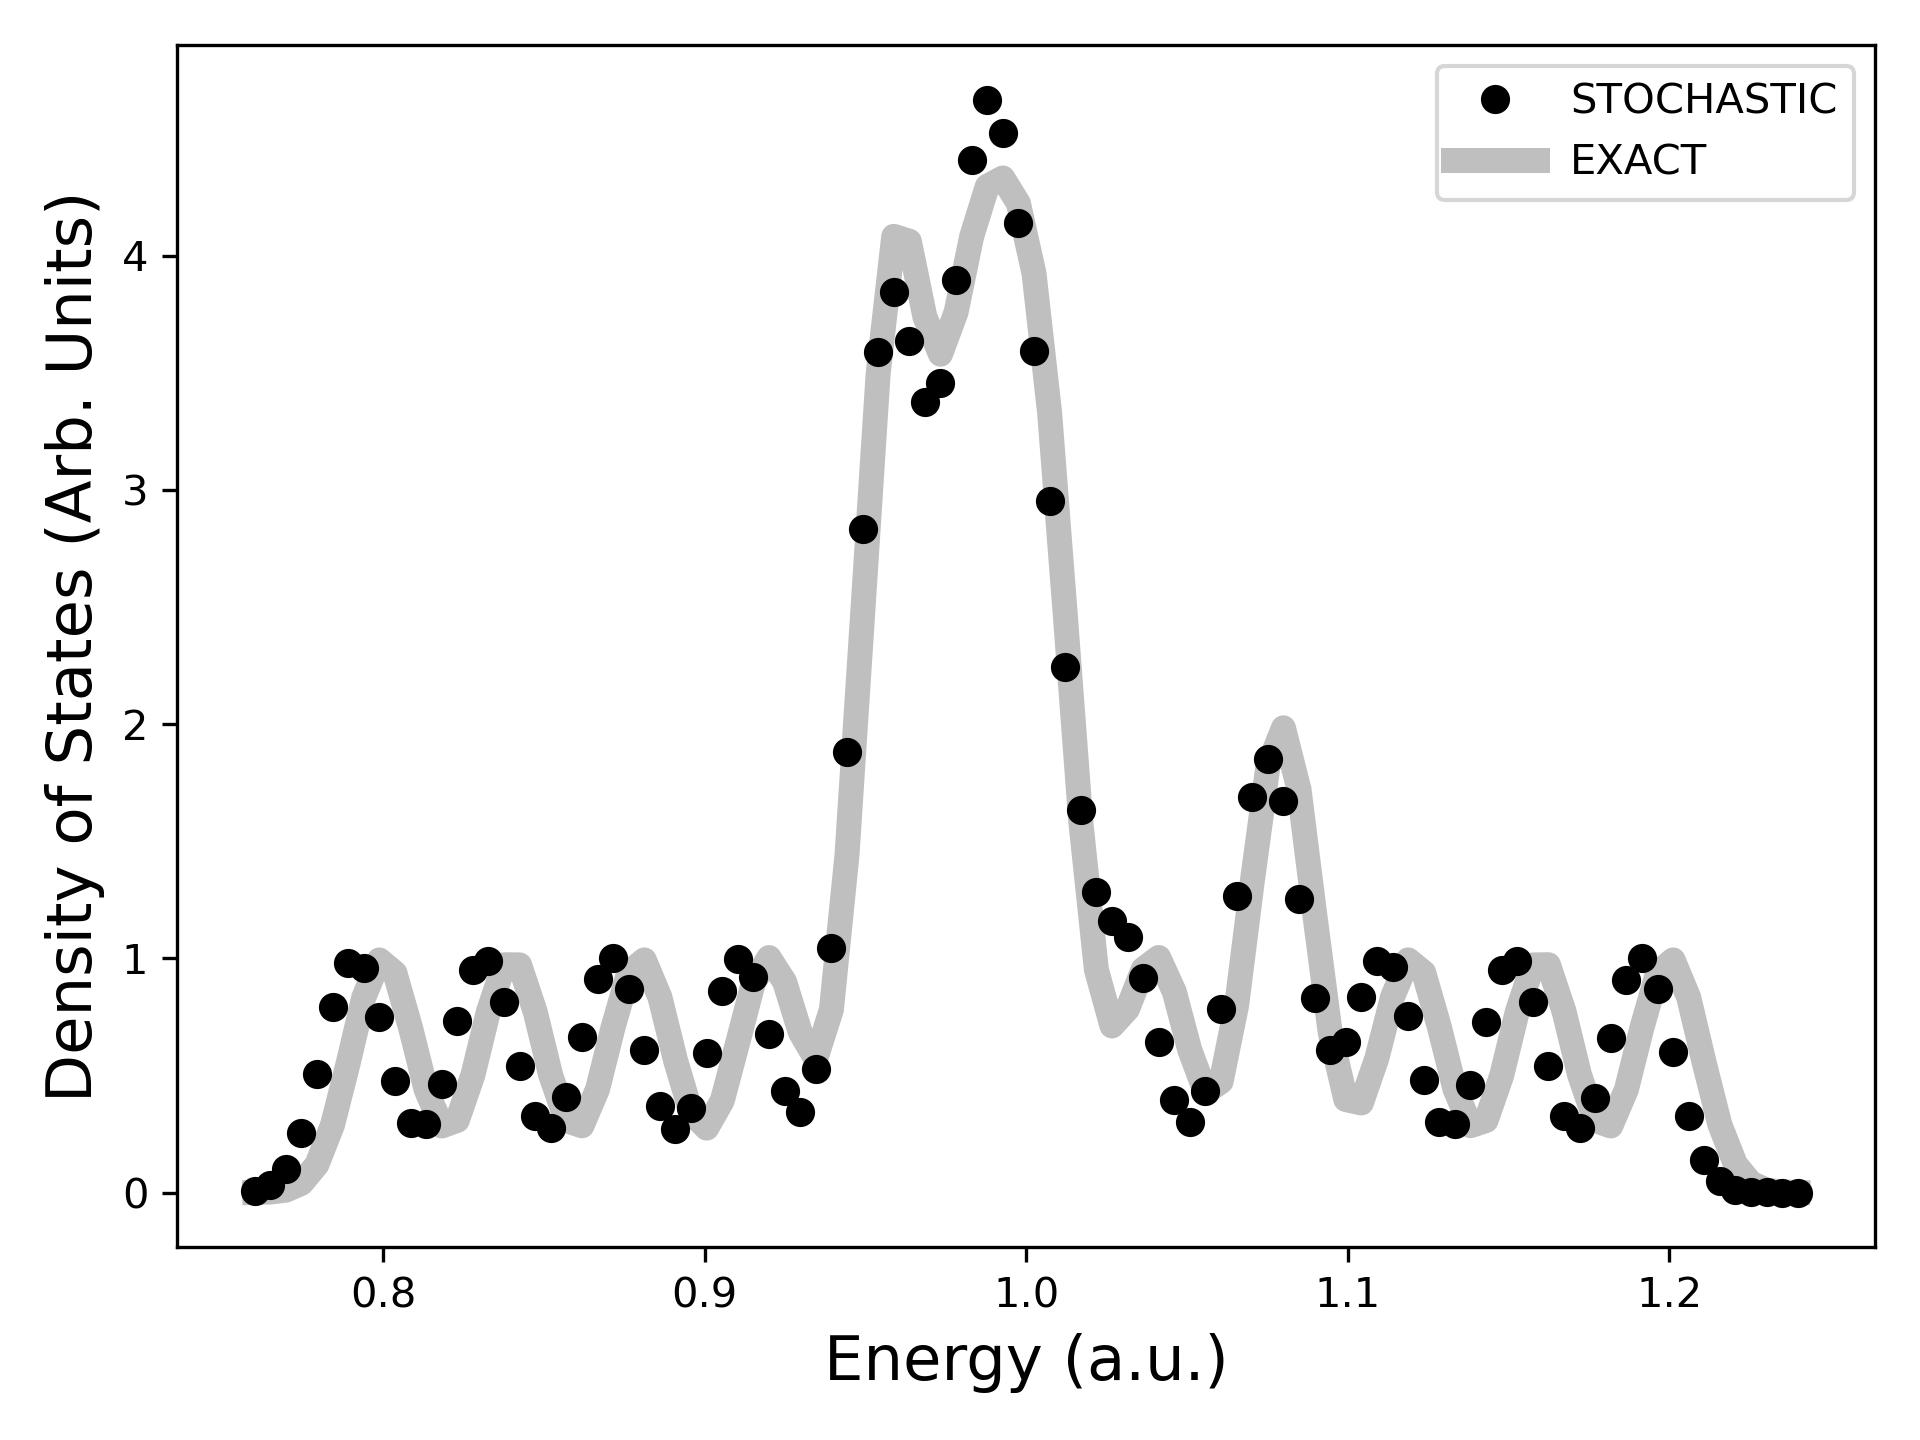 STOCHASTIC
EXACT
Density of States (Arb. Units)
4
3
2
1
0
0.8 0.9 1.0 1.1 1.2
Energy (a.u.)